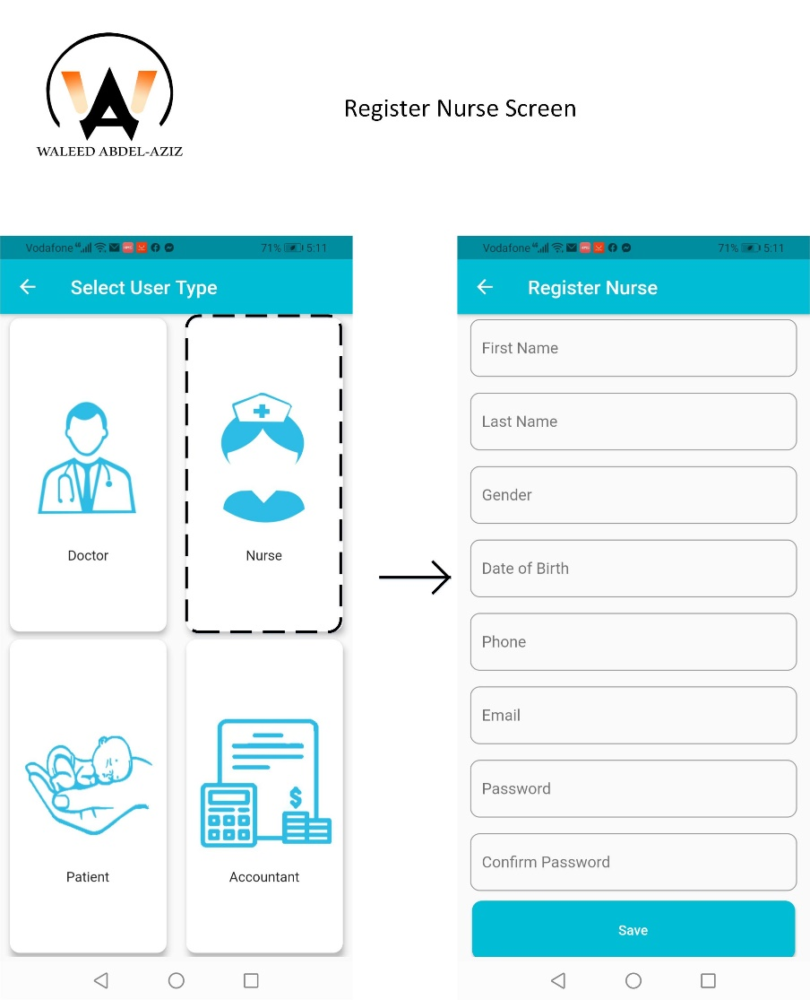 WALEED ABDEL-AZIZ
Register Nurse Screen
Vodafone 71% 5:11
Select User Type
Doctor
Nurse
Patient
Accountant
Vodafone 71% 5:11
Register Nurse
First Name
Last Name
Gender
Date of Birth
Phone
Email
Password
Confirm Password
Save